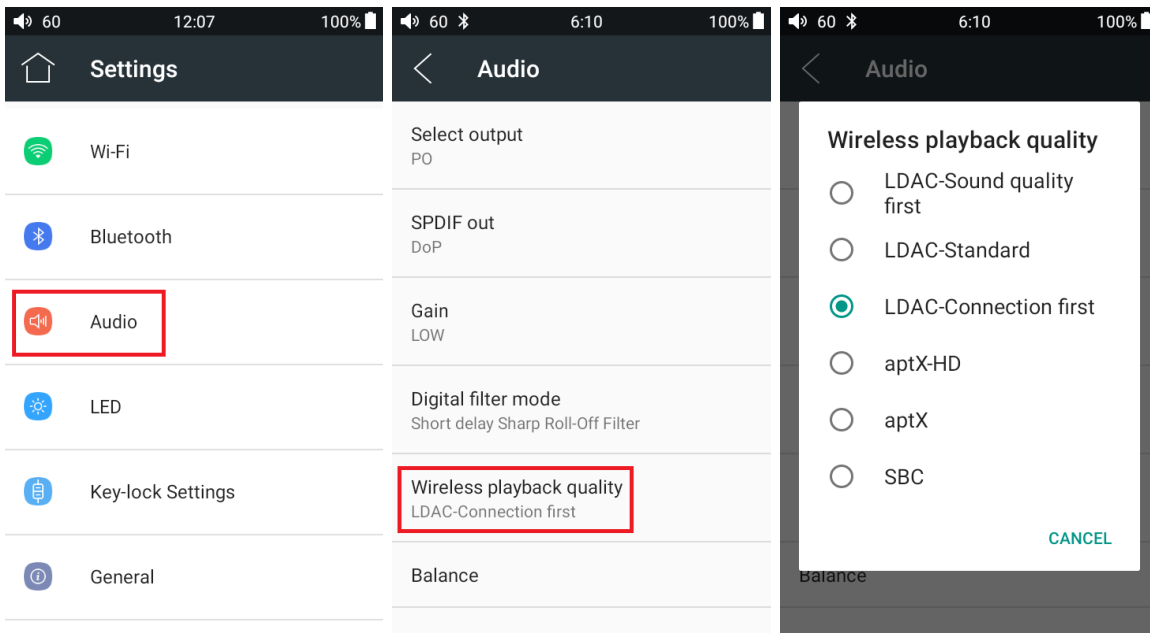 60 12:07 100%
Settings
Wi-Fi
Bluetooth
Audio
LED
Key-lock Settings
General
60 6:10 100%
Audio
Select output
PO
SPDIF out
DoP
Gain
LOW
Digital filter mode
Short delay Sharp Roll-Off Filter
Wireless playback quality
LDAC-Connection first
Balance
60 6:10 100%
Audio
Wireless playback quality
LDAC-Sound quality
first
LDAC-Standard
LDAC-Connection first
aptX-HD
aptX
SBC
CANCEL
Balance